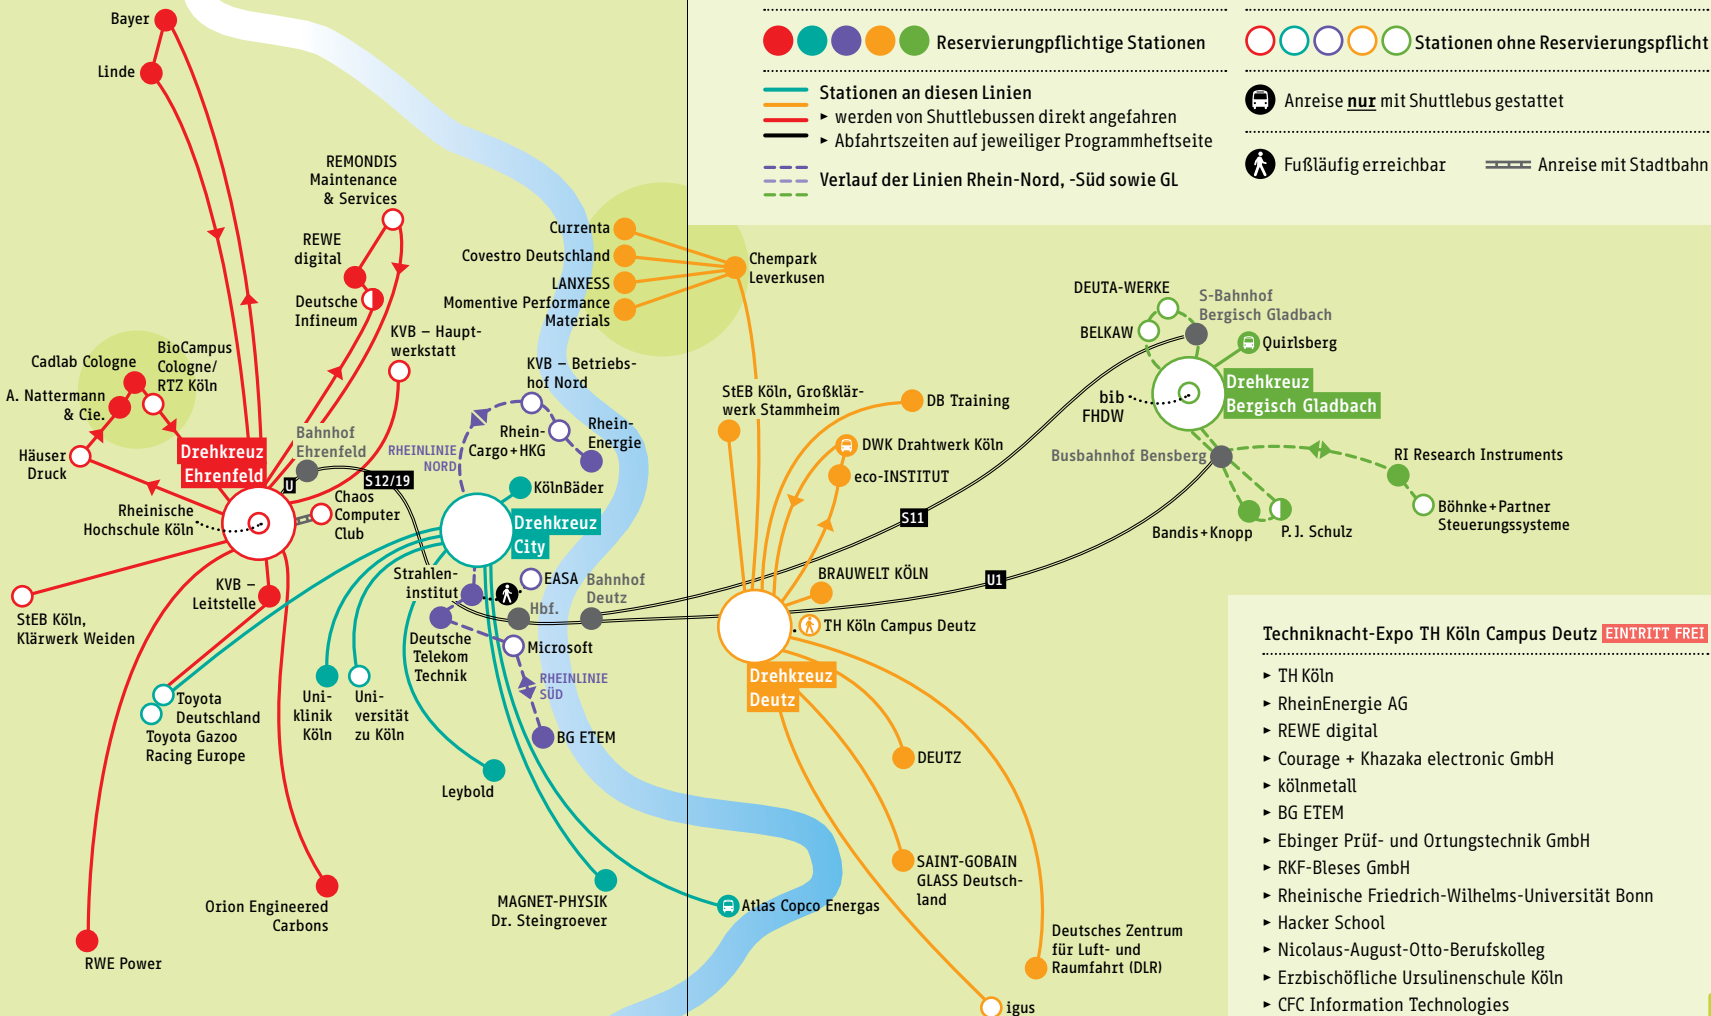 Reservierungpflichtige Stationen
Stationen ohne Reservierungspflicht
Stationen an diesen Linien
► werden von Shuttlebussen direkt angefahren
► Abfahrtszeiten auf jeweiliger Programmheftseite
Verlauf der Linien Rhein-Nord, -Süd sowie GL
Anreise nur mit Shuttlebus gestattet
Fußläufig erreichbar
Anreise mit Stadtbahn
Bayer
Linde
REMONDIS
Maintenance
& Services
REWE
digital
Deutsche
Infineum
KVB – Haupt-
werkstatt
Cadlab Cologne
BioCampus
Cologne/
RTZ Köln
A. Nattermann
& Cie.
Häuser
Druck
Drehkreuz
Ehrenfeld
Bahnhof
Ehrenfeld
U
S12/19
Rheinische
Hochschule Köln
Chaos
Computer
Club
KVB –
Leitstelle
StEB Köln,
Klärwerk Weiden
Toyota
Deutschland
Toyota Gazoo
Racing Europe
Orion Engineered
Carbons
RWE Power
Currenta
Covestro Deutschland
LANXESS
Momentive Performance
Materials
Chempark
Leverkusen
KVB – Betriebs-
hof Nord
Rhein-
Cargo+HKG
Rhein-
Energie
RHEINLINIE
NORD
KölnBäder
Drehkreuz
City
Strahlen-
institut
EASA
Bahnhof
Deutz
Hbf.
Deutsche
Telekom
Technik
Microsoft
RHEINLINIE
SÜD
BG ETEM
Uni-
klinik
Köln
Uni-
versität
zu Köln
Leybold
MAGNET-PHYSIK
Dr. Steingroever
Atlas Copco Energas
StEB Köln, Großklär-
werk Stammheim
DB Training
DWK Drahtwerk Köln
eco-INSTITUT
S11
U1
BRAUWELT KÖLN
TH Köln Campus Deutz
Drehkreuz
Deutz
DEUTZ
SAINT-GOBAIN
GLASS Deutsch-
land
Deutsches Zentrum
für Luft- und
Raumfahrt (DLR)
igus
DEUTA-WERKE
BELKAW
S-Bahnhof
Bergisch Gladbach
Quirlsberg
Drehkreuz
Bergisch Gladbach
bib
FHDW
Busbahnhof Bensberg
RI Research Instruments
Böhnke+Partner
Steuerungssysteme
Bandis+Knopp
P.J. Schulz
Techniknacht-Expo TH Köln Campus Deutz EINTRITT FREI
► TH Köln
► RheinEnergie AG
► REWE digital
► Courage + Khazaka electronic GmbH
► kölnmetall
► BG ETEM
► Ebinger Prüf- und Ortungstechnik GmbH
► RKF-Bleses GmbH
► Rheinische Friedrich-Wilhelms-Universität Bonn
► Hacker School
► Nicolaus-August-Otto-Berufskolleg
► Erzbischöfliche Ursulinenschule Köln
► CFC Information Technologies